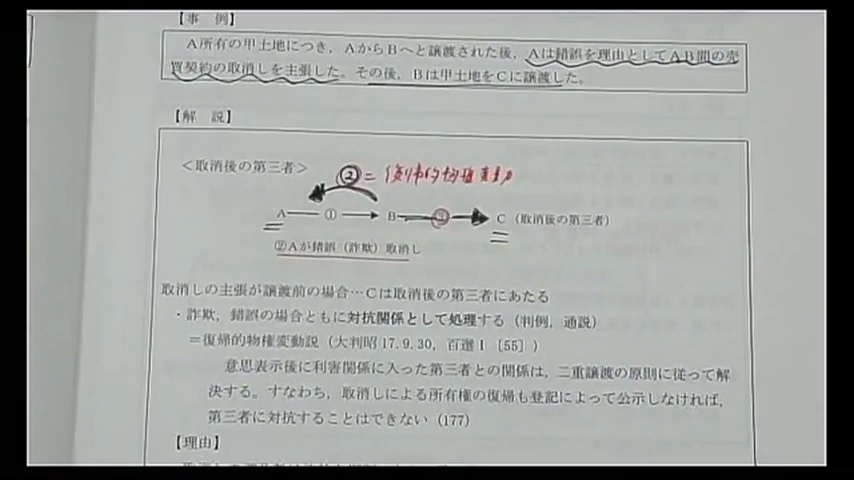 【事 例】
A所有の甲土地につき，AからBへと譲渡された後，Aは錯誤を理由としてAB間の売
買契約の取消しを主張した。その後，Bは甲土地をCに譲渡した。
【解 説】
＜取消後の第三者＞
②＝復帰的物権変動
A ① B ③ C（取消後の第三者）
②Aが錯誤（詐欺）取消し
取消しの主張が譲渡前の場合…Cは取消後の第三者にあたる
・詐欺，錯誤の場合ともに対抗関係として処理する（判例，通説）
＝復帰的物権変動説（大判昭17.9.30，百選Ⅰ［55］）
意思表示後に利害関係に入った第三者との関係は，二重譲渡の原則に従って解
決する。すなわち，取消しによる所有権の復帰も登記によって公示しなければ，
第三者に対抗することはできない（177）
【理由】